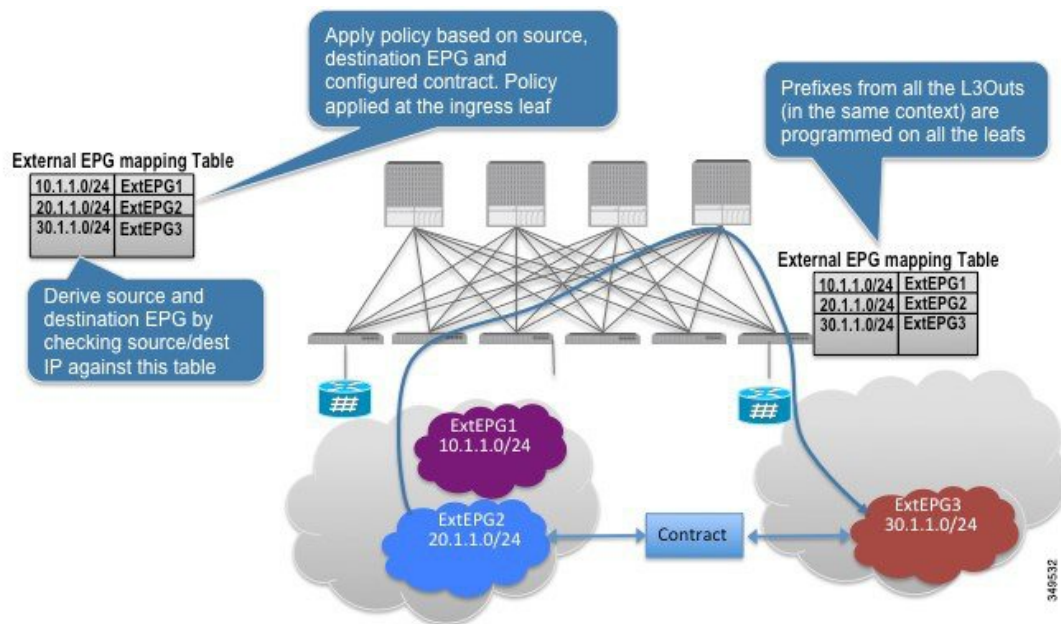 Apply policy based on source,
destination EPG and
configured contract. Policy
applied at the ingress leaf
Prefixes from all the L3Outs
(in the same context) are
programmed on all the leafs
External EPG mapping Table
10.1.1.0/24 ExtEPG1
20.1.1.0/24 ExtEPG2
30.1.1.0/24 ExtEPG3
Derive source and
destination EPG by
checking source/dest
IP against this table
External EPG mapping Table
10.1.1.0/24 ExtEPG1
20.1.1.0/24 ExtEPG2
30.1.1.0/24 ExtEPG3
ExtEPG1
10.1.1.0/24
ExtEPG2
20.1.1.0/24
Contract
ExtEPG3
30.1.1.0/24
349532